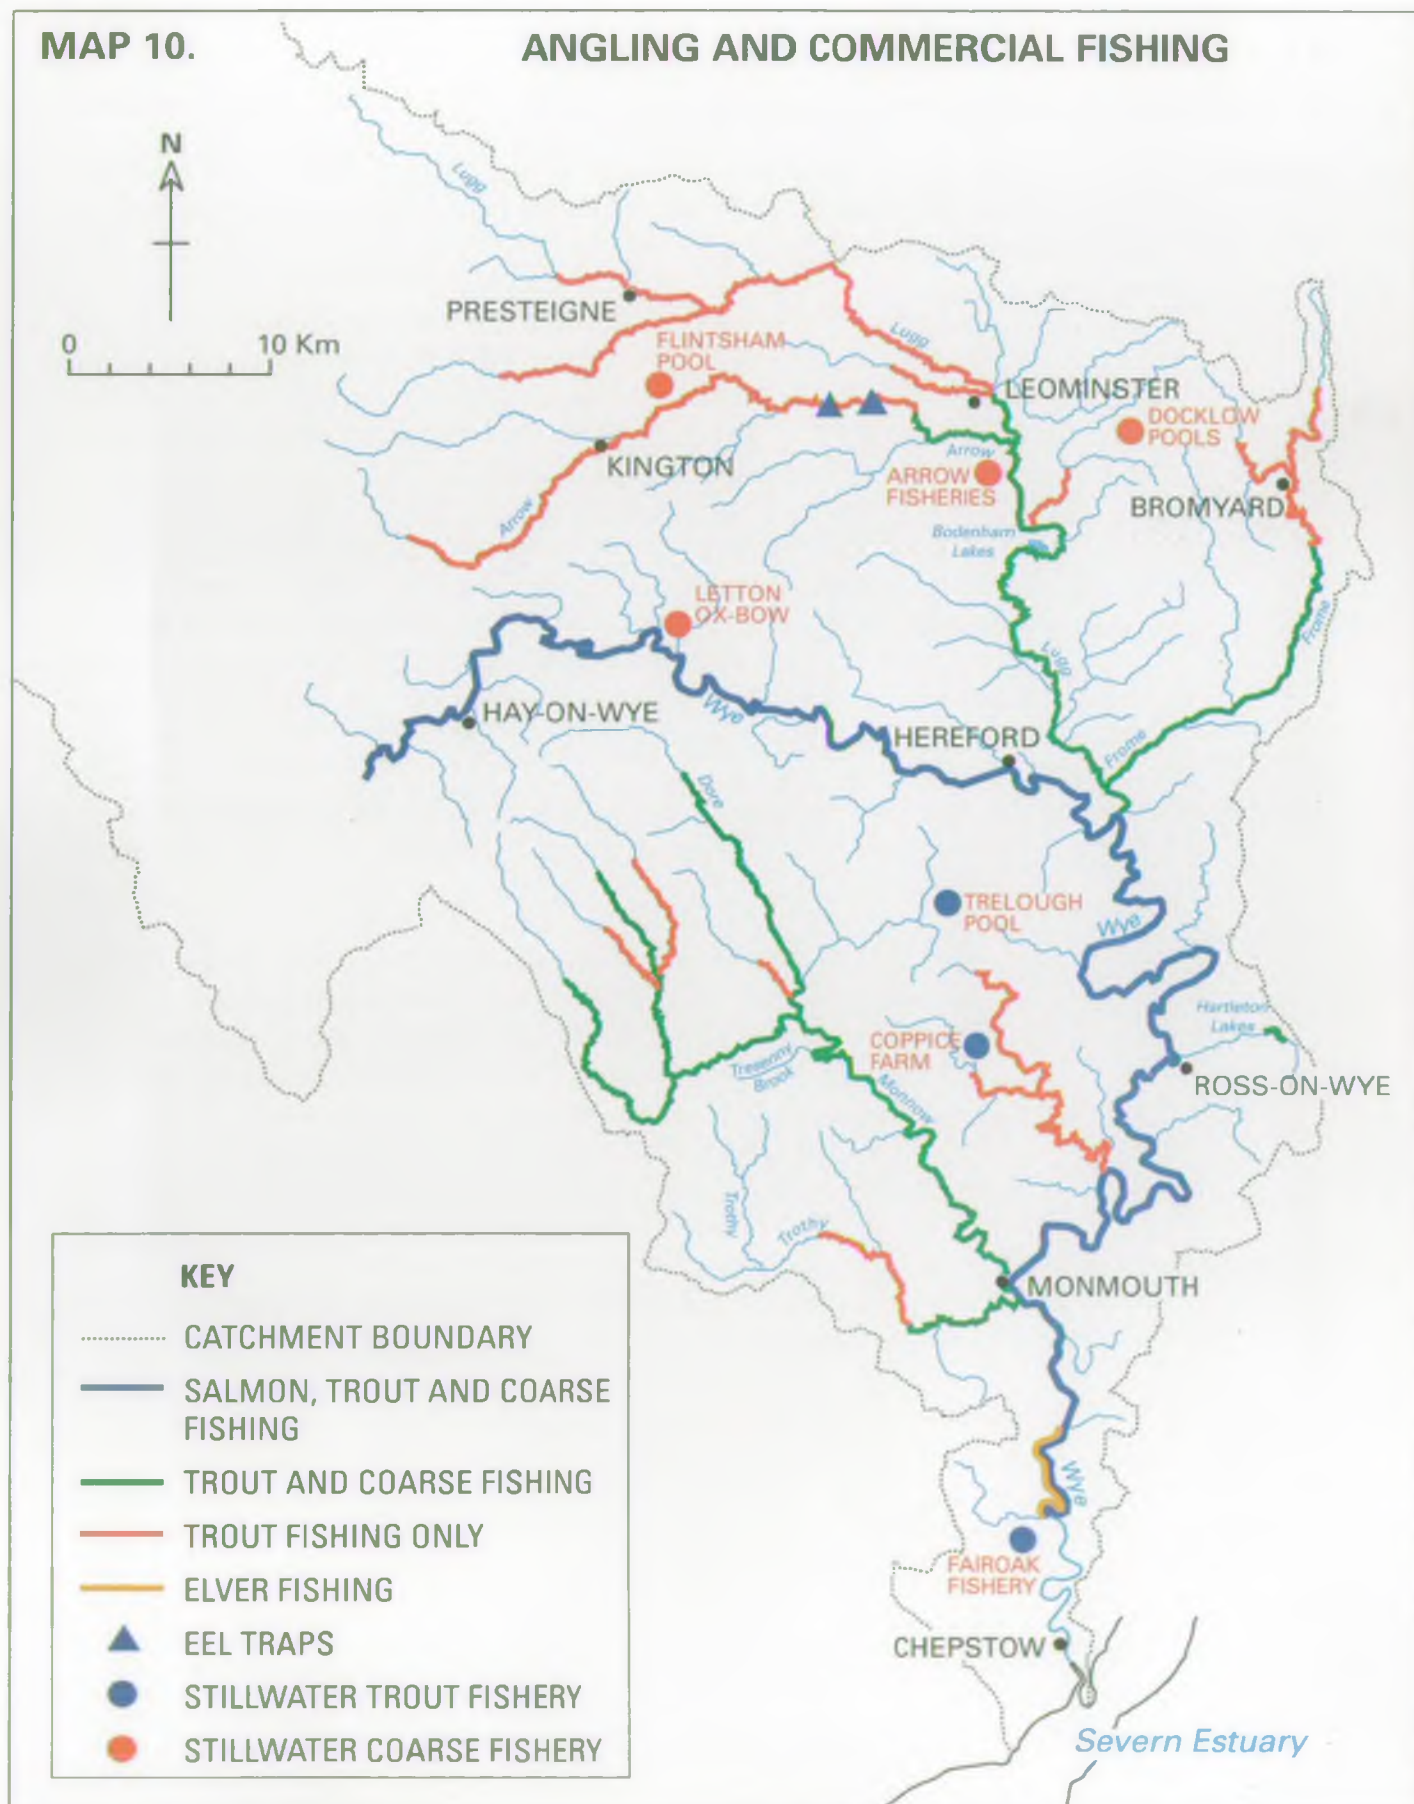 MAP 10.
ANGLING AND COMMERCIAL FISHING
N
Lugg
PRESTEIGNE
0
10 Km
FLINTSHAM
POOL
Lugg
LEOMINSTER
DOCKLOW
POOLS
KINGTON
Arrow
ARROW
FISHERIES
BROMYARD
Arrow
Bodenham
Lakes
LETTON
OX-BOW
Frome
Lugg
HAY-ON-WYE
Wye
HEREFORD
Frome
Dore
TRELOUGH
POOL
Wye
Hartleton
Lakes
COPPICE
FARM
Brook
Monnow
ROSS-ON-WYE
Trothy
Trothy
MONMOUTH
Wye
FAIROAK
FISHERY
CHEPSTOW
Severn Estuary
KEY
CATCHMENT BOUNDARY
SALMON, TROUT AND COARSE
FISHING
TROUT AND COARSE FISHING
TROUT FISHING ONLY
ELVER FISHING
EEL TRAPS
STILLWATER TROUT FISHERY
STILLWATER COARSE FISHERY